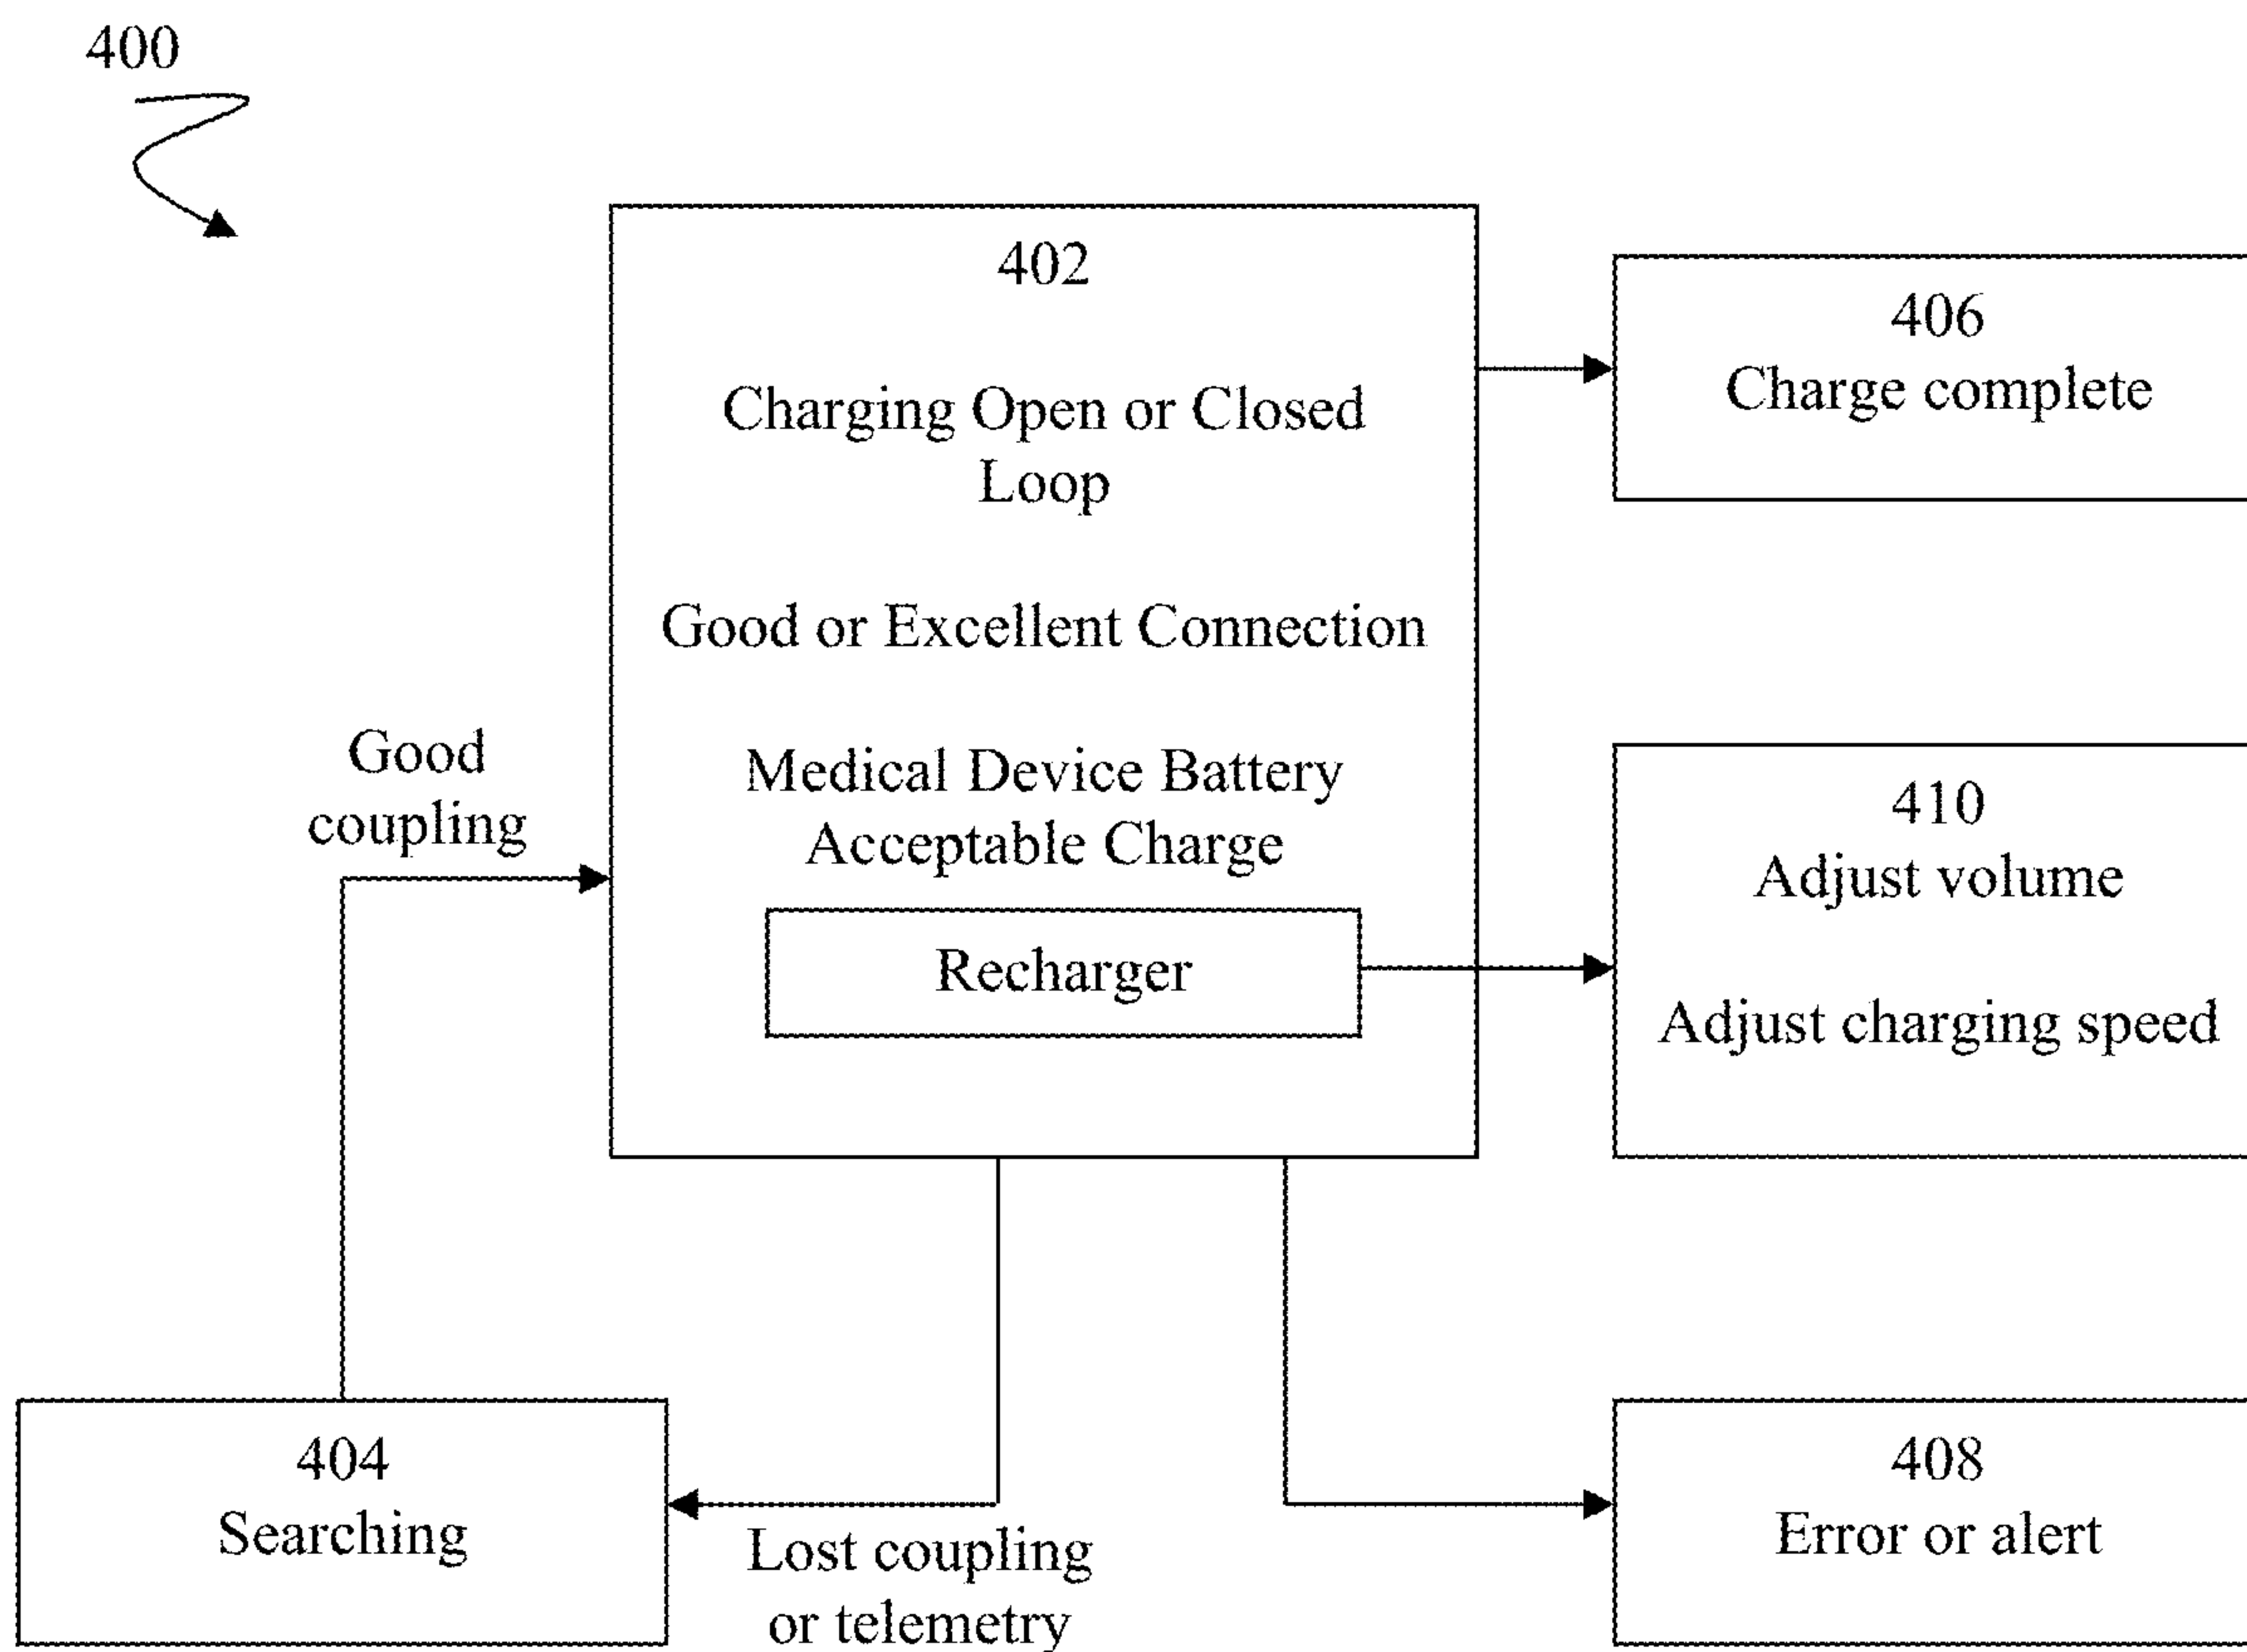 400
402
Charging Open or Closed
Loop
Good or Excellent Connection
Medical Device Battery
Acceptable Charge
Recharger
406
Charge complete
410
Adjust volume
Adjust charging speed
Good
coupling
404
Searching
Lost coupling
or telemetry
408
Error or alert